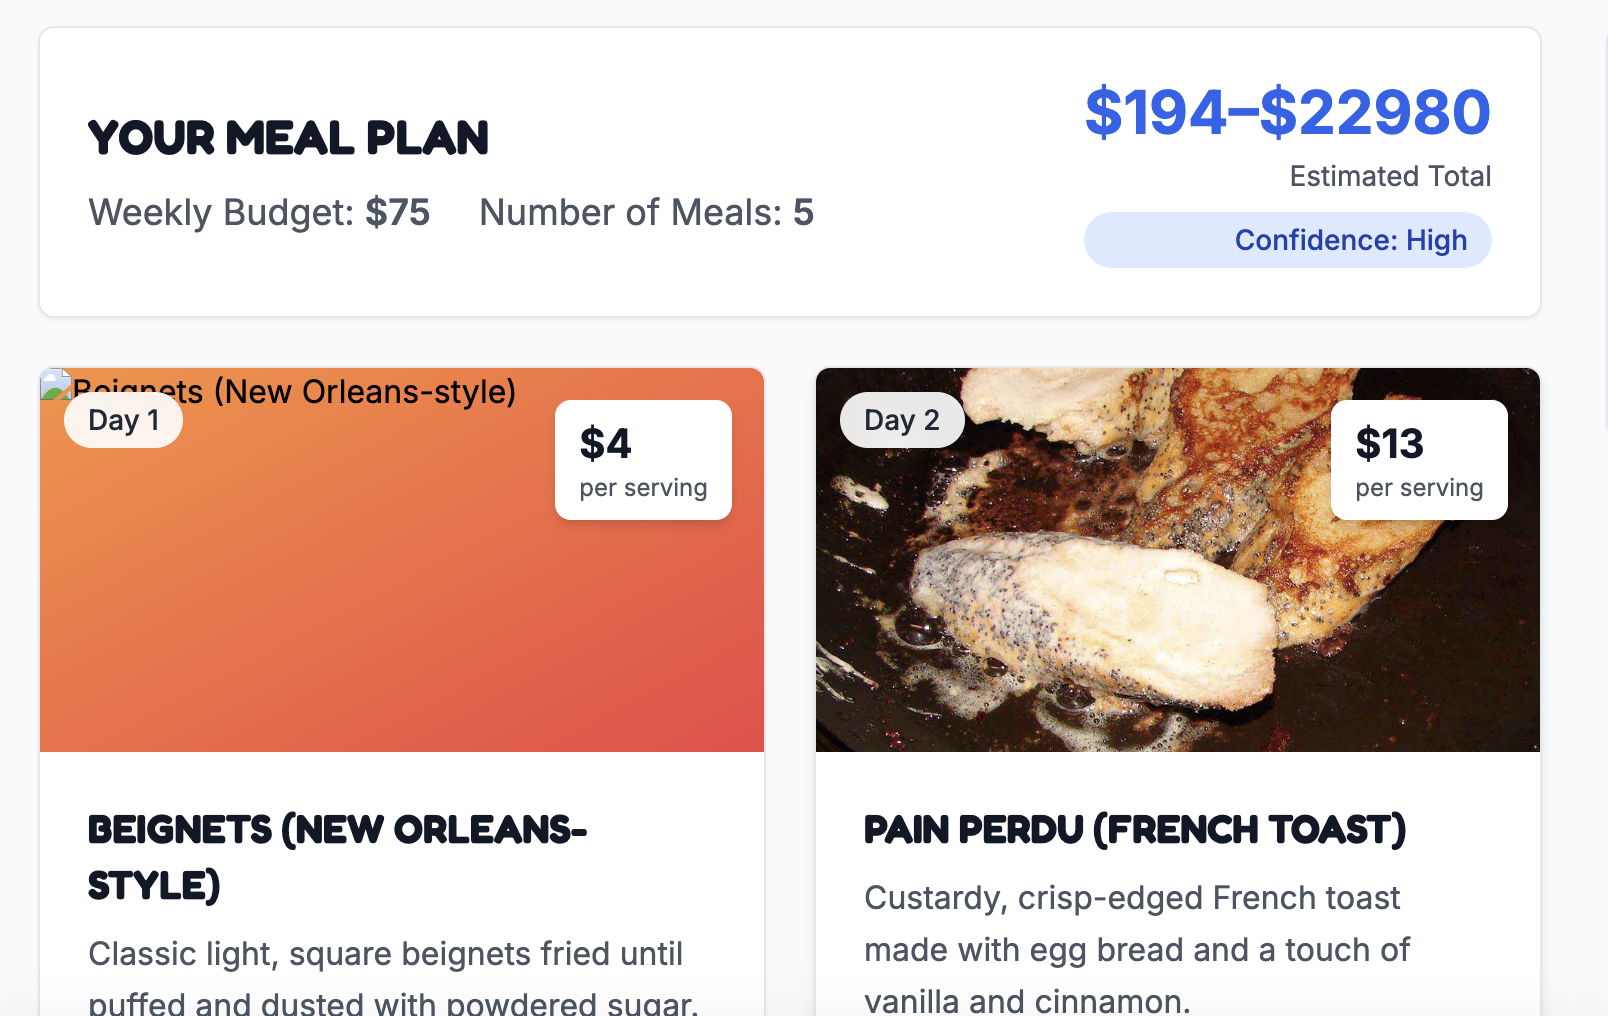 YOUR MEAL PLAN
Weekly Budget: $75 Number of Meals: 5
$194–$22980
Estimated Total
Confidence: High
Beignets (New Orleans-style)
Day 1
$4
per serving
BEIGNETS (NEW ORLEANS-
STYLE)
Classic light, square beignets fried until
puffed and dusted with powdered sugar.
Day 2
$13
per serving
PAIN PERDU (FRENCH TOAST)
Custardy, crisp-edged French toast
made with egg bread and a touch of
vanilla and cinnamon.